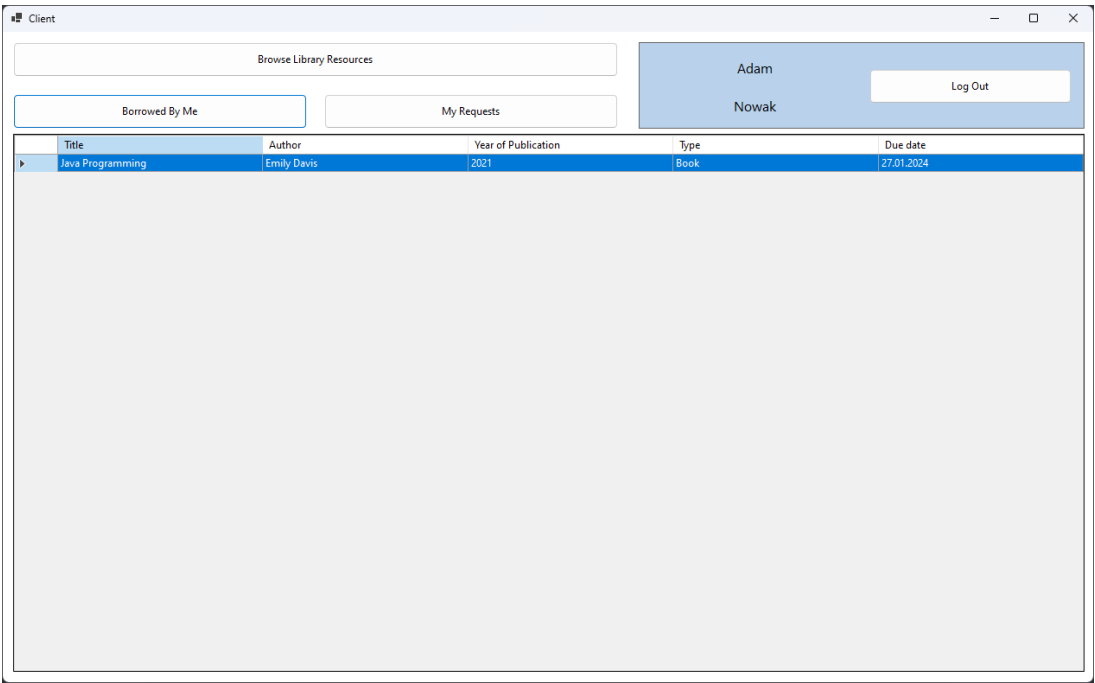 Client
Browse Library Resources
Adam
Log Out
Nowak
Borrowed By Me My Requests
Title Author Year of Publication Type Due date
Java Programming Emily Davis 2021 Book 27.01.2024